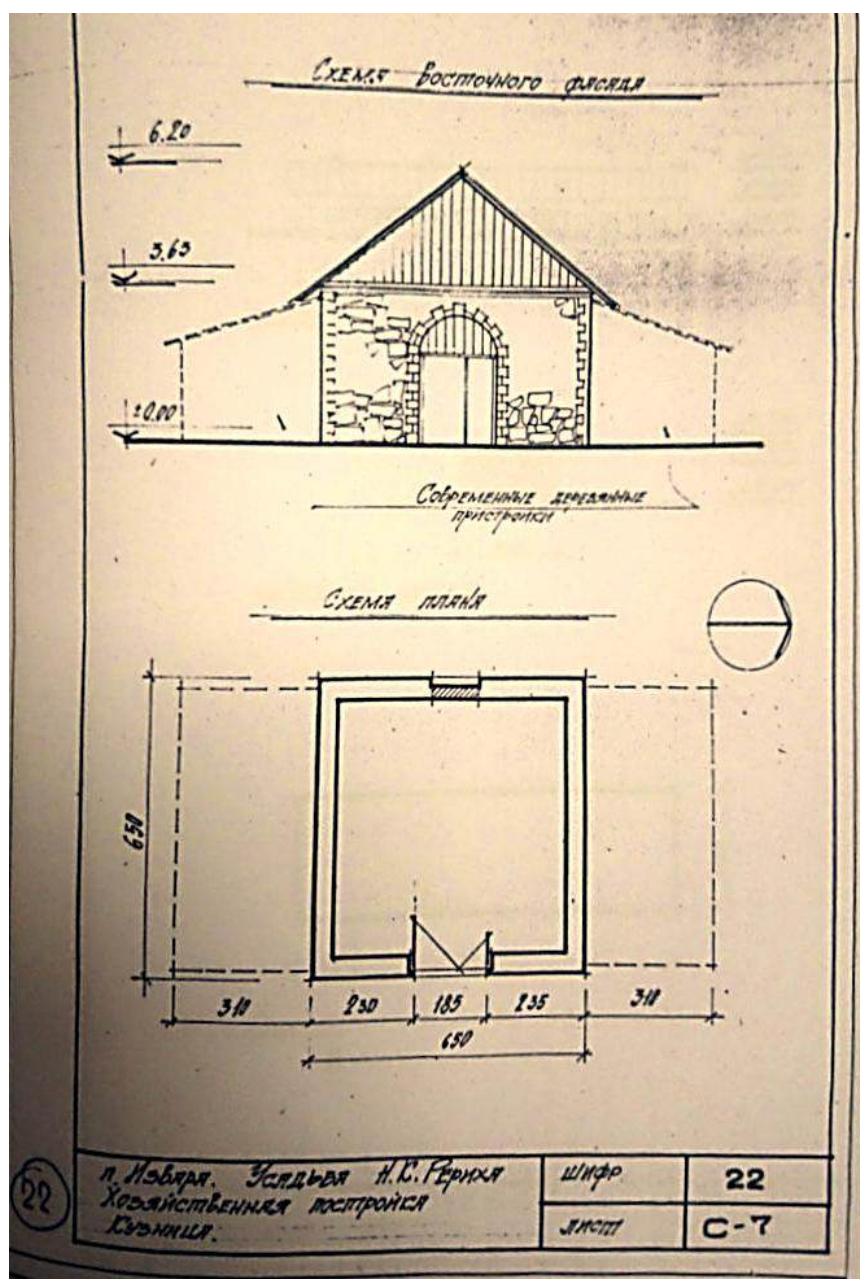 Схема восточного фасада
6.20
3.63
±0.00
Современные деревянные
пристройки
Схема плана
650
310 230 185 235 310
650
22
п. Извара. Усадьба Н.К. Рериха
Хозяйственная постройка
Кузница.
шифр 22
лист С-7